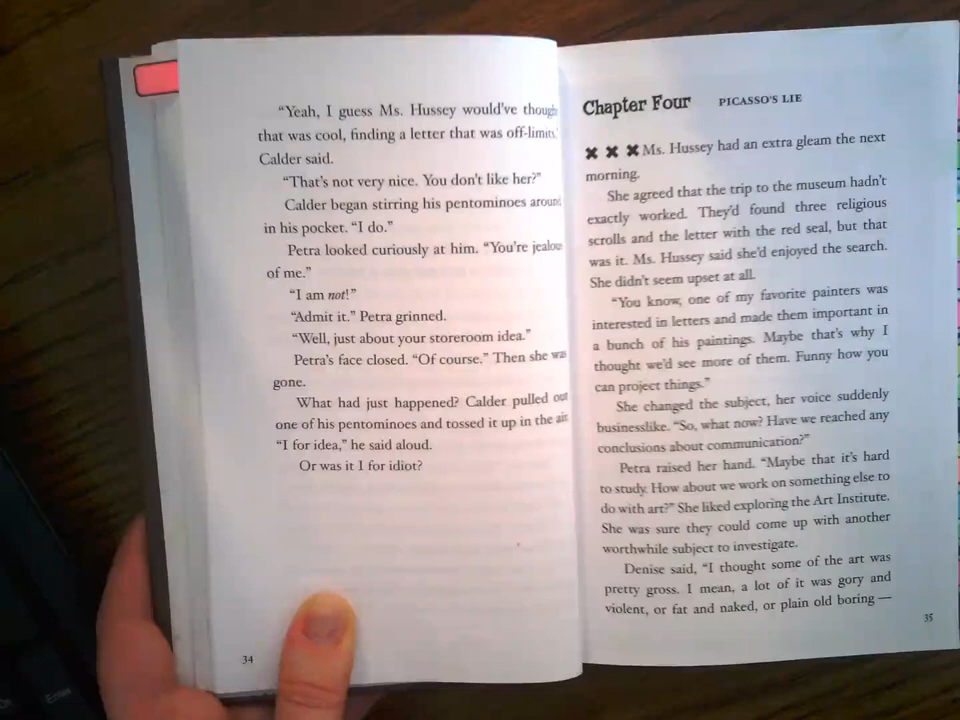 “Yeah, I guess Ms. Hussey would’ve though
that was cool, finding a letter that was off-limits,”
Calder said.
“That’s not very nice. You don’t like her?”
Calder began stirring his pentominoes around
in his pocket. “I do.”
Petra looked curiously at him. “You’re jealou
of me.”
“I am not!”
“Admit it.” Petra grinned.
“Well, just about your storeroom idea.”
Petra’s face closed. “Of course.” Then she was
gone.
What had just happened? Calder pulled out
one of his pentominoes and tossed it up in the air.
“I for idea,” he said aloud.
Or was it I for idiot?
34
Chapter Four PICASSO’S LIE
Ms. Hussey had an extra gleam the next
morning.
She agreed that the trip to the museum hadn’t
exactly worked. They’d found three religious
scrolls and the letter with the red seal, but that
was it. Ms. Hussey said she’d enjoyed the search.
She didn’t seem upset at all.
“You know, one of my favorite painters was
interested in letters and made them important in
a bunch of his paintings. Maybe that’s why I
thought we’d see more of them. Funny how you
can project things.”
She changed the subject, her voice suddenly
businesslike. “So, what now? Have we reached any
conclusions about communication?”
Petra raised her hand. “Maybe that it’s hard
to study. How about we work on something else to
do with art?” She liked exploring the Art Institute.
She was sure they could come up with another
worthwhile subject to investigate.
Denise said, “I thought some of the art was
pretty gross. I mean, a lot of it was gory and
violent, or fat and naked, or plain old boring —
35